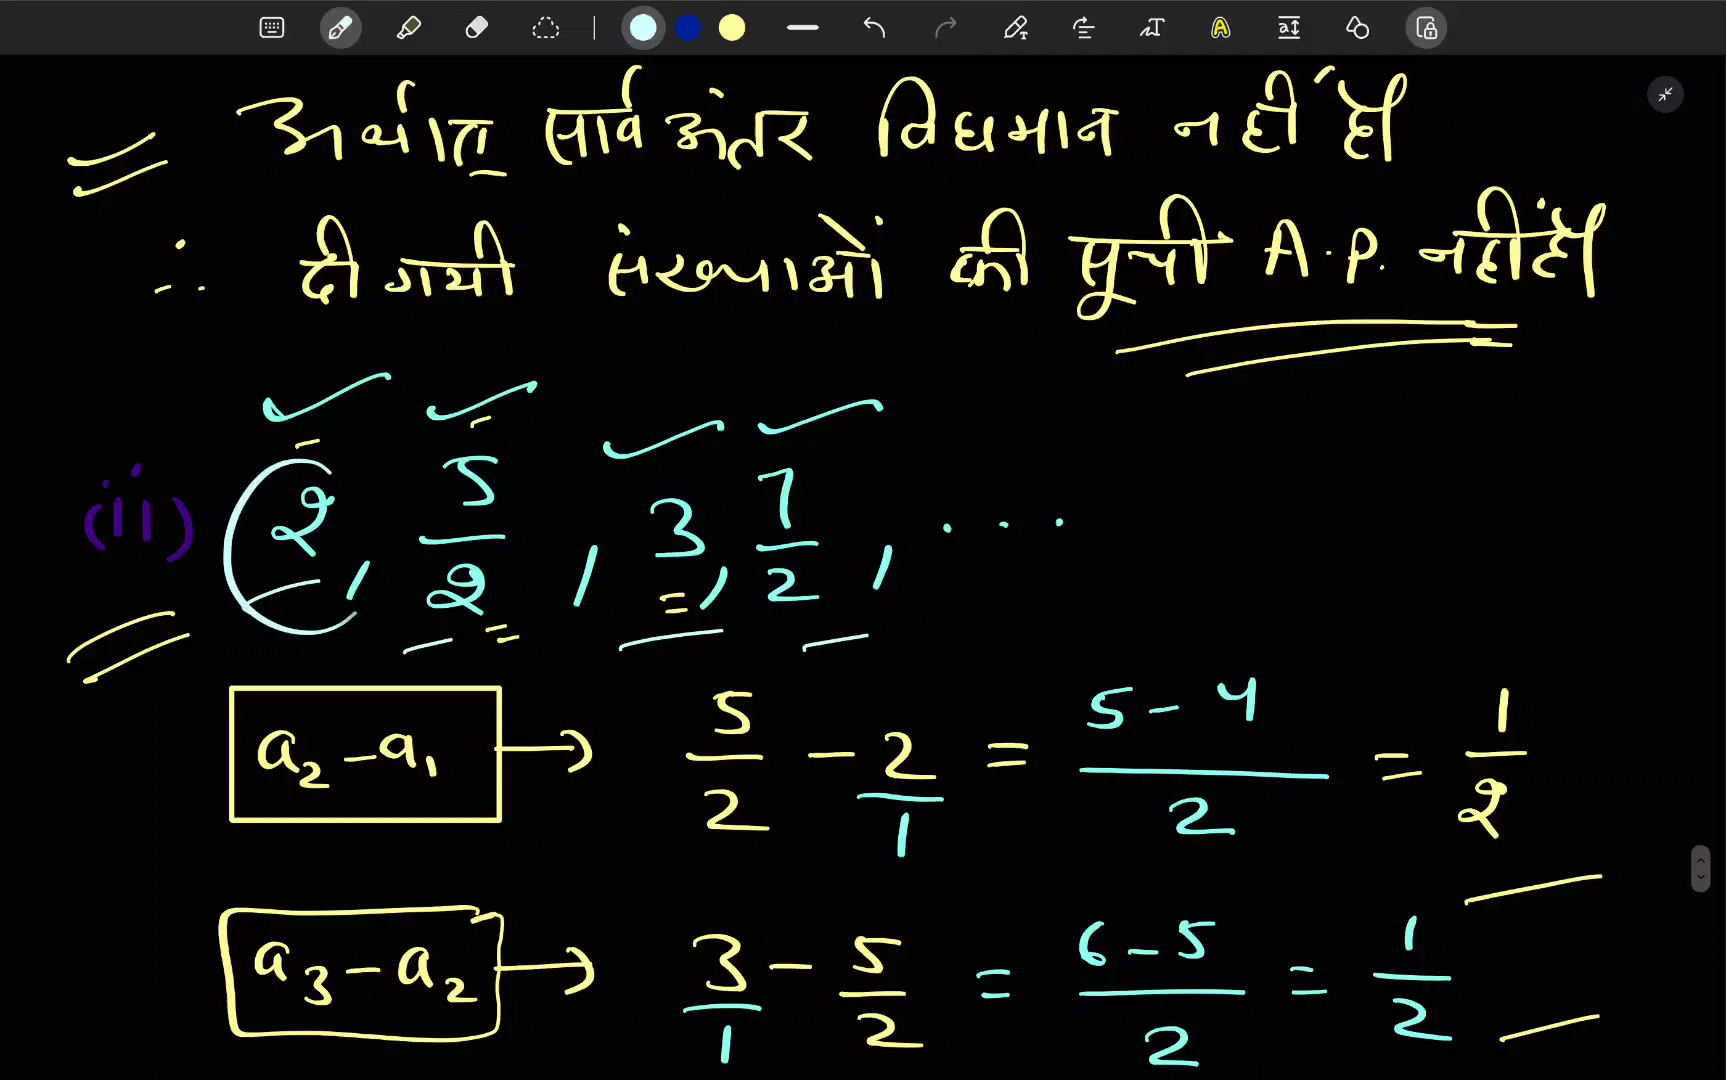 अर्थात् सार्व अंतर विधमान नहीं है।
∴ दी गयी संख्याओं की सूची A.P. नहीं है।
(ii) 2, 5/2, 3, 7/2, ...
a₂ - a₁ → 5/2 - 2/1 = (5 - 4)/2 = 1/2
a₃ - a₂ → 3/1 - 5/2 = (6 - 5)/2 = 1/2